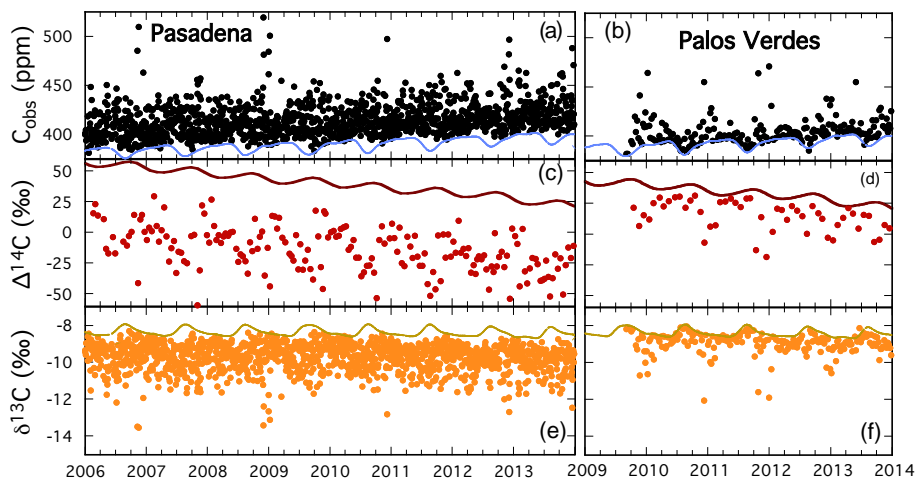 Pasadena
(a)
(b)
Palos Verdes
C_obs (ppm)
500
450
400
(c)
(d)
Δ¹⁴C (‰)
50
25
0
-25
-50
δ¹³C (‰)
-8
-10
-12
-14
(e)
(f)
2006 2007 2008 2009 2010 2011 2012 2013
2009 2010 2011 2012 2013 2014